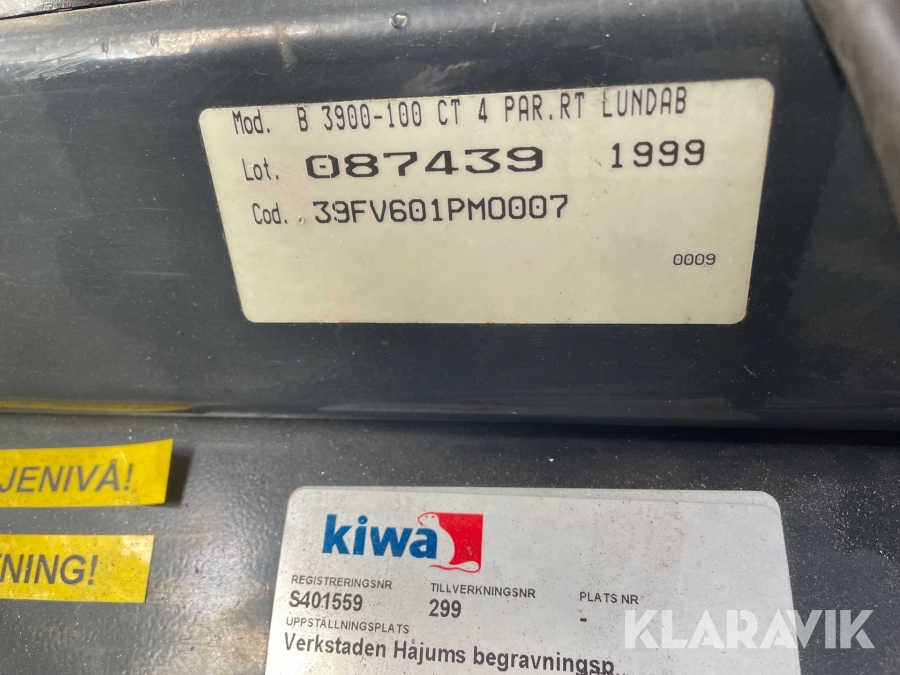 Mod. B 3900-100 CT 4 PAR.RT LUNDAB
Lot. 087439 1999
Cod. 39FV601PM0007
0009
JENIVÅ!
NING!
kiwa
REGISTRERINGSNR TILLVERKNINGSNR PLATS NR
S401559 299 -
UPPSTÄLLNINGSPLATS
Verkstaden Håjums begravningsp
KLARAVIK